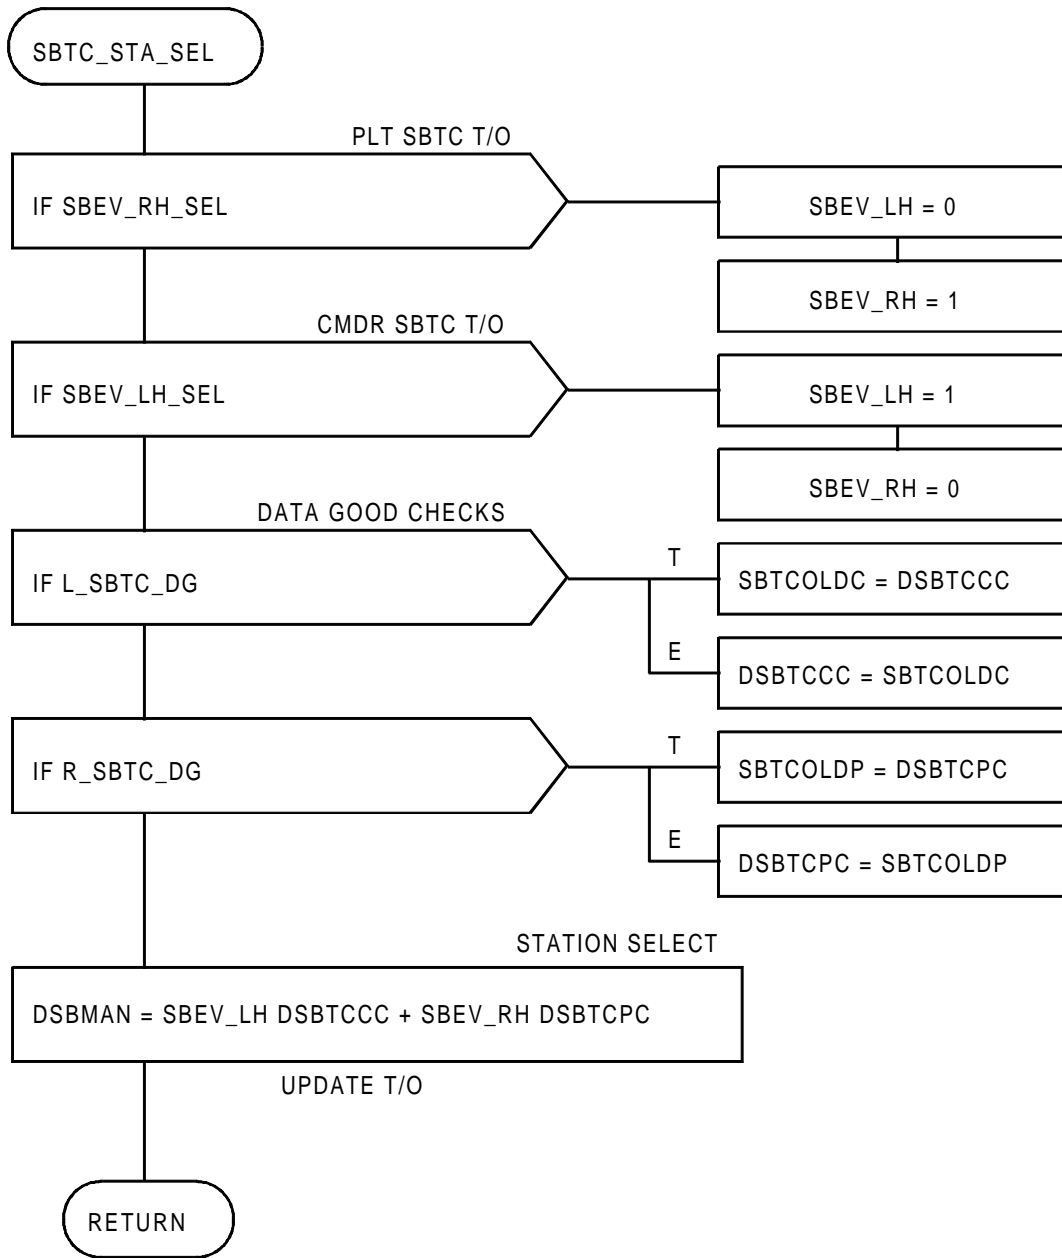 SBTC_STA_SEL
PLT SBTC T/O
IF SBEV_RH_SEL
SBEV_LH = 0
SBEV_RH = 1
CMDR SBTC T/O
IF SBEV_LH_SEL
SBEV_LH = 1
SBEV_RH = 0
DATA GOOD CHECKS
IF L_SBTC_DG
T
SBTCOLDC = DSBTCCC
E
DSBTCCC = SBTCOLDC
IF R_SBTC_DG
T
SBTCOLDP = DSBTCPC
E
DSBTCPC = SBTCOLDP
STATION SELECT
DSBMAN = SBEV_LH DSBTCCC + SBEV_RH DSBTCPC
UPDATE T/O
RETURN